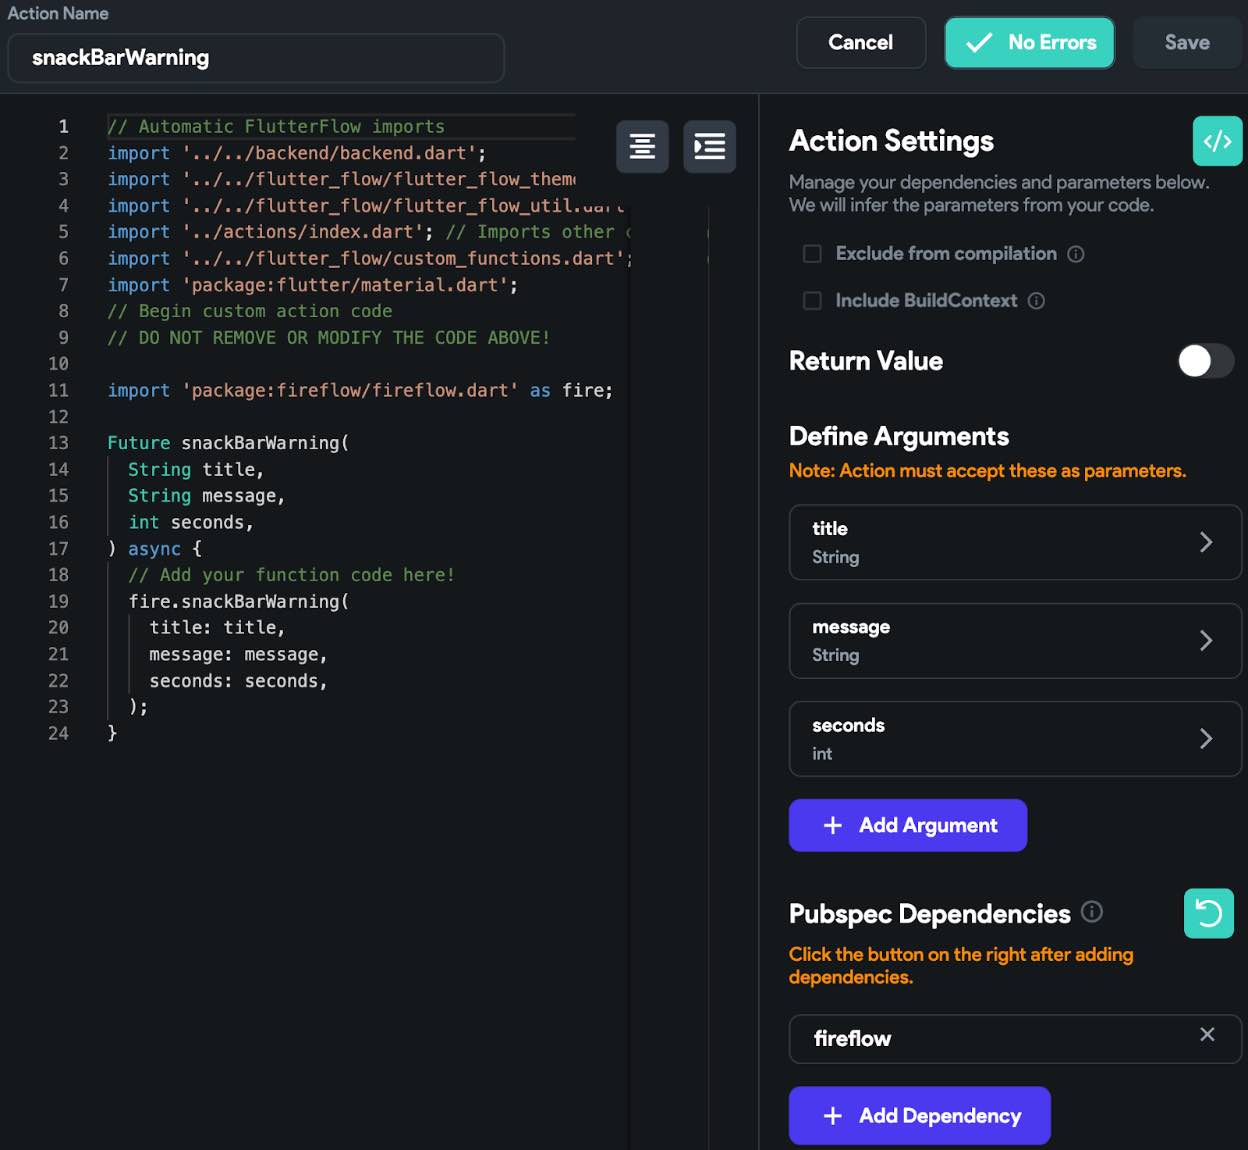 Action Name
snackBarWarning
Cancel
No Errors
Save
1 // Automatic FlutterFlow imports
2 import '../../backend/backend.dart';
3 import '../../flutter_flow/flutter_flow_theme
4 import '../../flutter_flow/flutter_flow_util.dart
5 import '../actions/index.dart'; // Imports other
6 import '../../flutter_flow/custom_functions.dart';
7 import 'package:flutter/material.dart';
8 // Begin custom action code
9 // DO NOT REMOVE OR MODIFY THE CODE ABOVE!
10
11 import 'package:fireflow/fireflow.dart' as fire;
12
13 Future snackBarWarning(
14 String title,
15 String message,
16 int seconds,
17 ) async {
18 // Add your function code here!
19 fire.snackBarWarning(
20 title: title,
21 message: message,
22 seconds: seconds,
23 );
24 }
Action Settings
</>
Manage your dependencies and parameters below.
We will infer the parameters from your code.
Exclude from compilation
Include BuildContext
Return Value
Define Arguments
Note: Action must accept these as parameters.
title
String
message
String
seconds
int
+ Add Argument
Pubspec Dependencies
Click the button on the right after adding
dependencies.
fireflow
+ Add Dependency